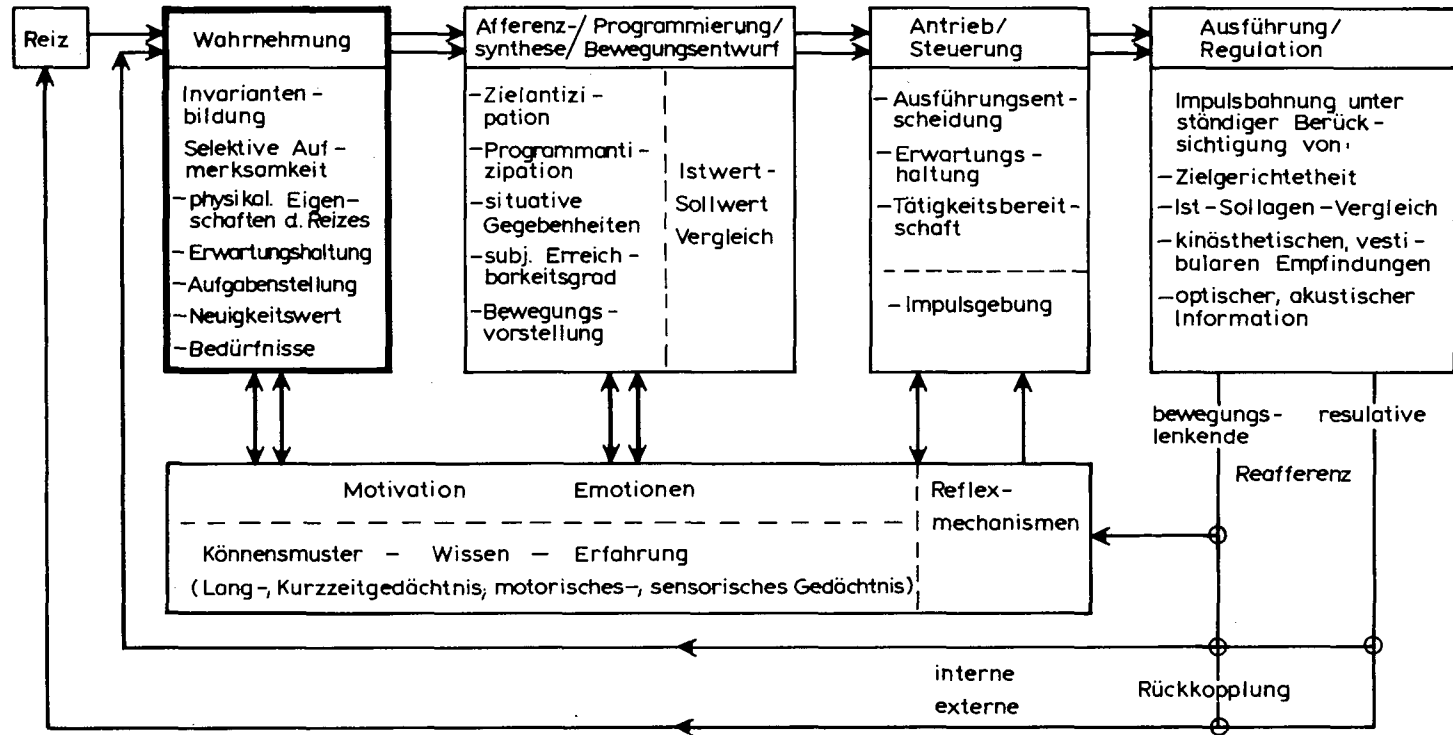 Reiz
Wahrnehmung
Invarianten-
bildung
Selektive Auf-
merksamkeit
-physikal. Eigen-
schaften d. Reizes
-Erwartungshaltung
-Aufgabenstellung
-Neuigkeitswert
-Bedürfnisse
Afferenz-/Programmierung/
synthese/Bewegungsentwurf
-Zielantizi-
pation
-Programmanti-
zipation
-situative
Gegebenheiten
-subj. Erreich-
barkeitsgrad
-Bewegungs-
vorstellung
Istwert-
Sollwert
Vergleich
Antrieb/
Steuerung
-Ausführungsent-
scheidung
-Erwartungs-
haltung
-Tätigkeitsbereit-
schaft
-Impulsgebung
Ausführung/
Regulation
Impulsbahnung unter
ständiger Berück-
sichtigung von:
-Zielgerichtetheit
-Ist-Sollagen-Vergleich
-kinästhetischen, vesti-
bularen Empfindungen
-optischer, akustischer
Information
bewegungs- resulative
lenkende
Reafferenz
Motivation Emotionen
Könnensmuster - Wissen - Erfahrung
(Lang-, Kurzzeitgedächtnis; motorisches-, sensorisches Gedächtnis)
Reflex-
mechanismen
interne
externe
Rückkopplung